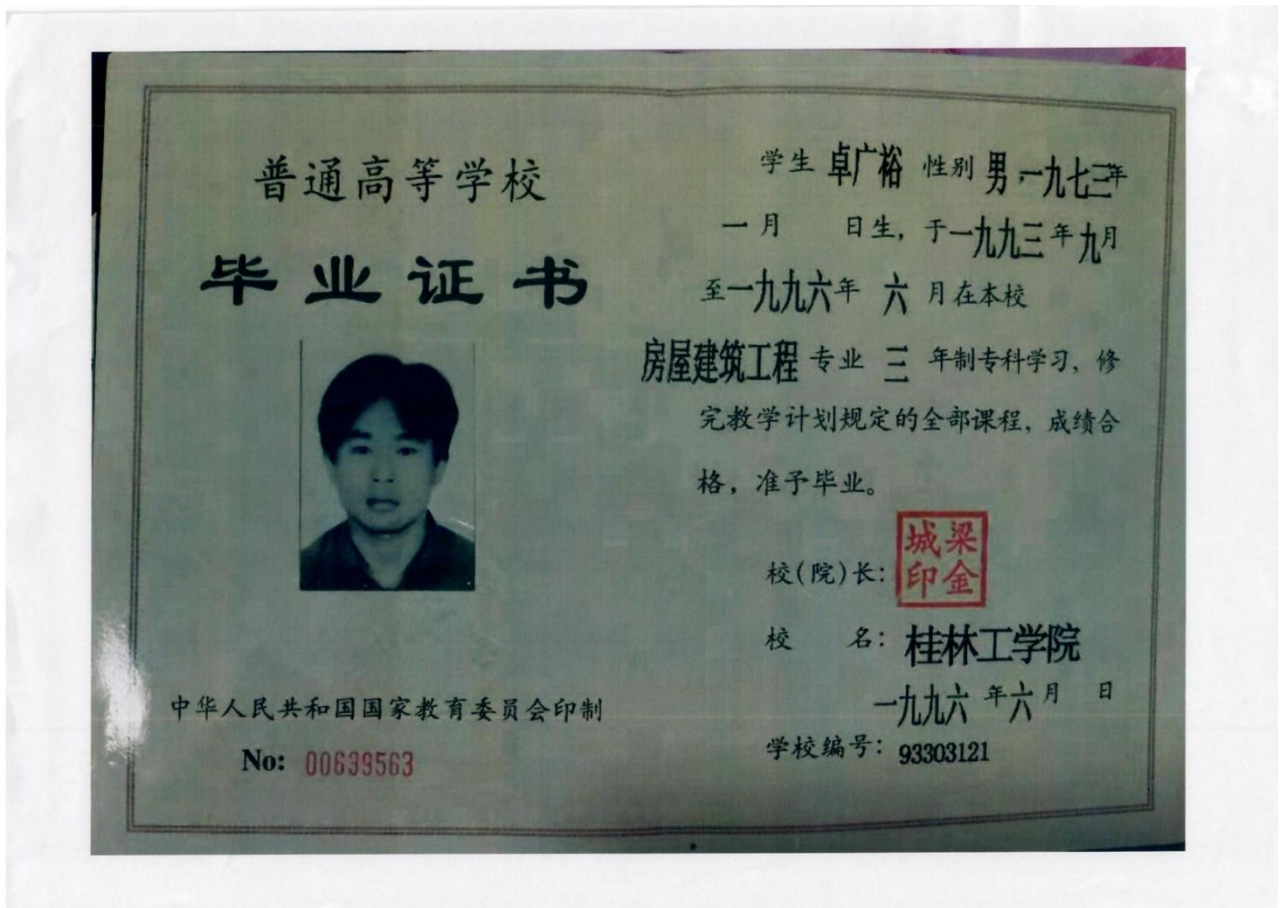 普通高等学校
毕业证书
中华人民共和国国家教育委员会印制
No: 00639563
学生 卓广裕 性别 男,一九七三年
一月 日生，于一九九三年九月
至一九九六年 六 月在本校
房屋建筑工程 专业 三 年制专科学习，修
完教学计划规定的全部课程，成绩合
格，准予毕业。
校(院)长: 梁金城印
校 名: 桂林工学院
一九九六年六月 日
学校编号: 93303121